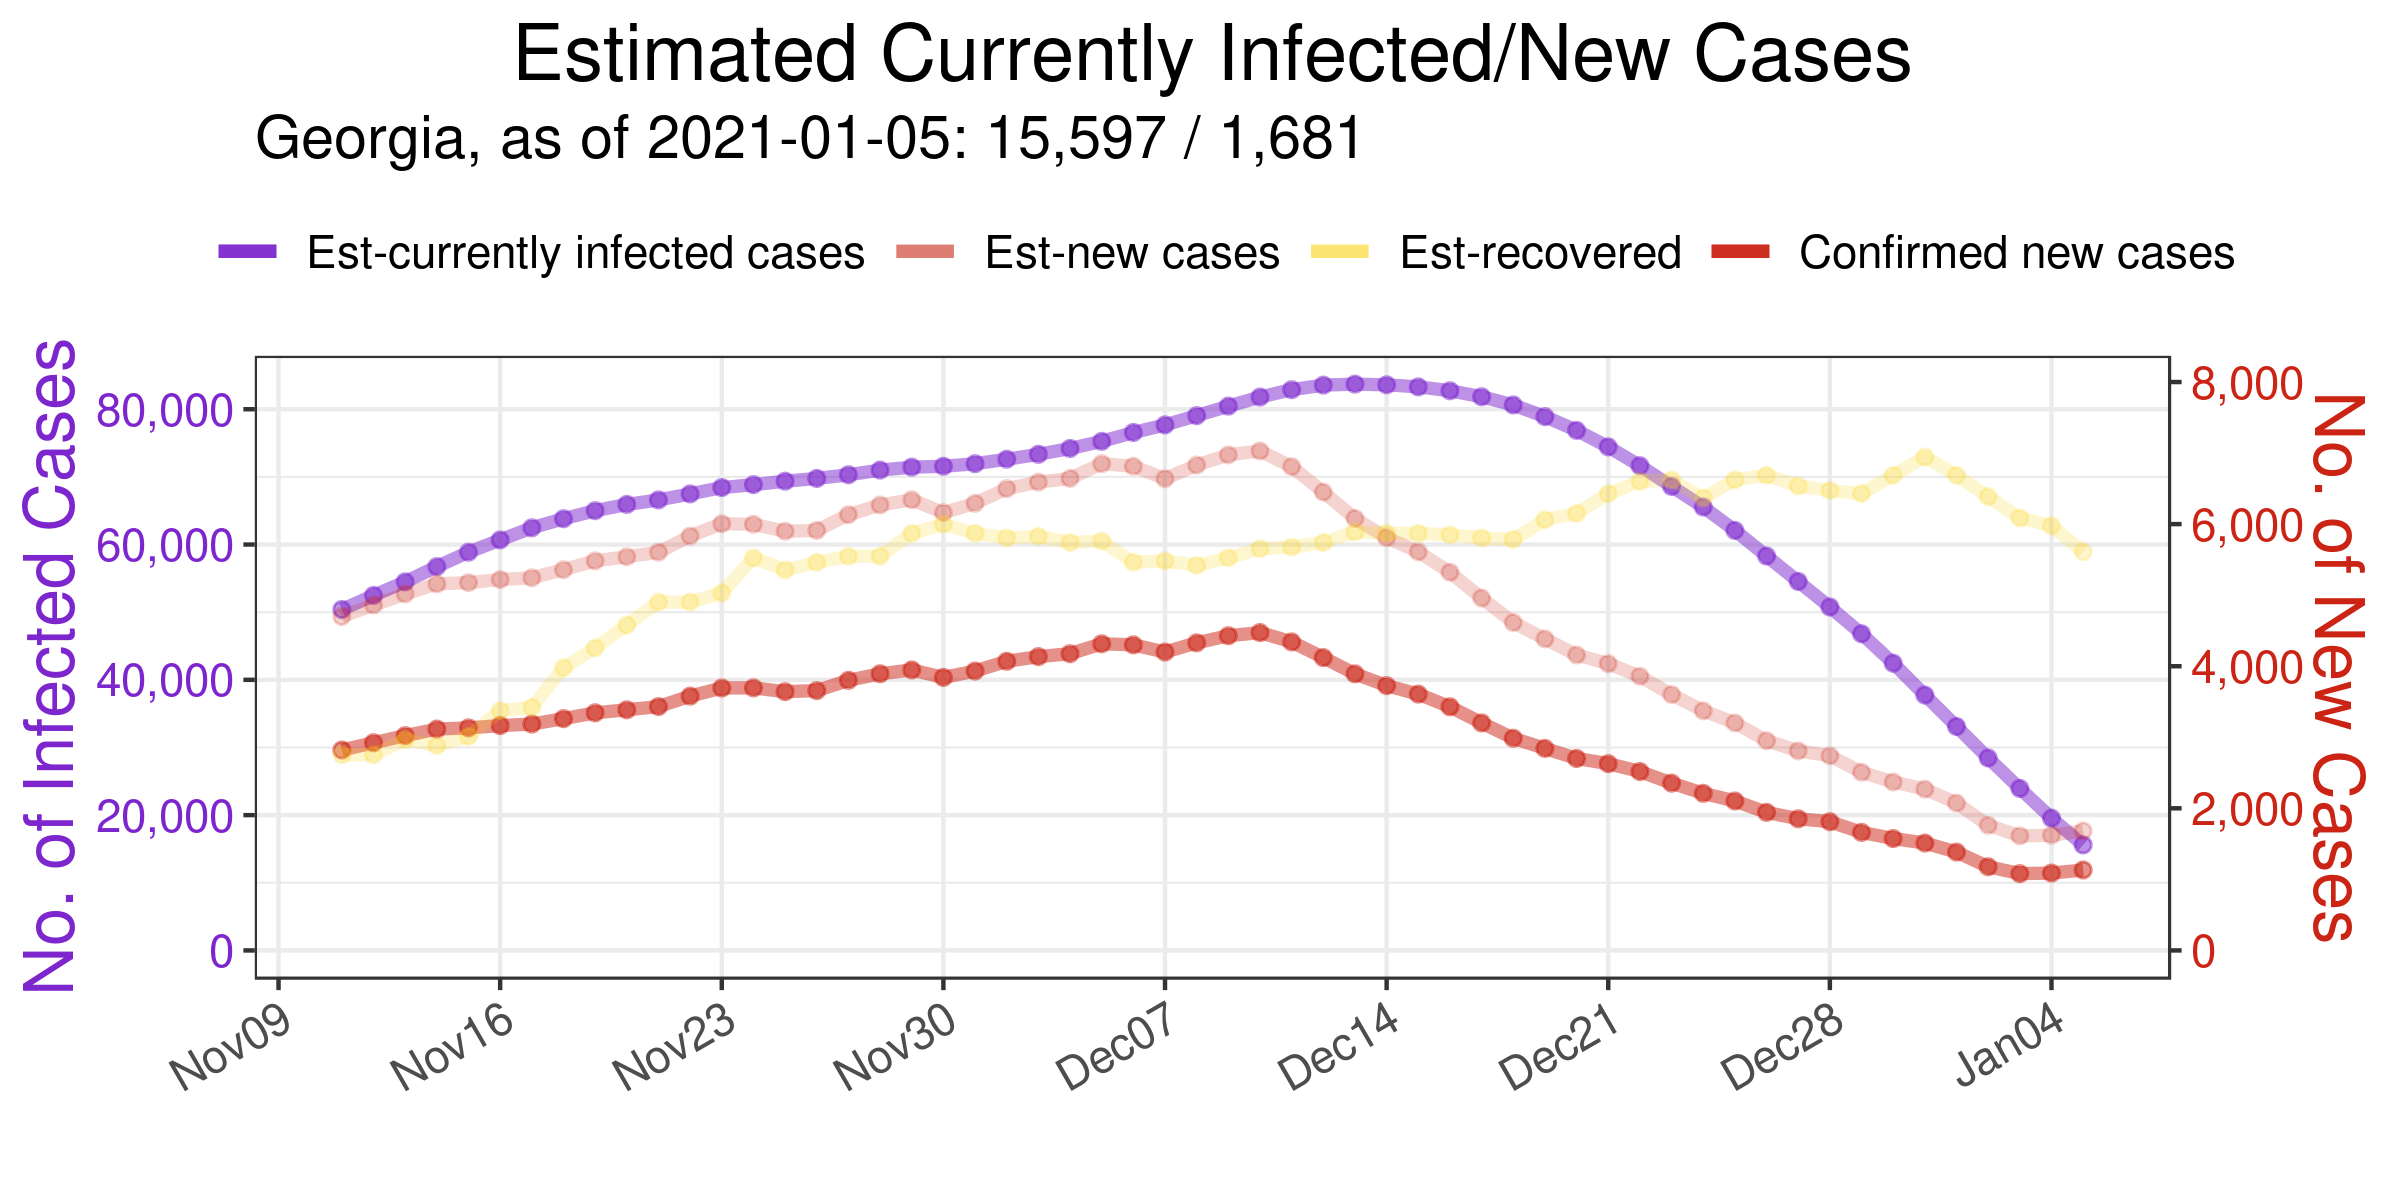 Estimated Currently Infected/New Cases
Georgia, as of 2021-01-05: 15,597 / 1,681
Est-currently infected cases Est-new cases Est-recovered Confirmed new cases
No. of Infected Cases
80,000
60,000
40,000
20,000
0
8,000
6,000
4,000
2,000
0
No. of New Cases
Nov09 Nov16 Nov23 Nov30 Dec07 Dec14 Dec21 Dec28 Jan04